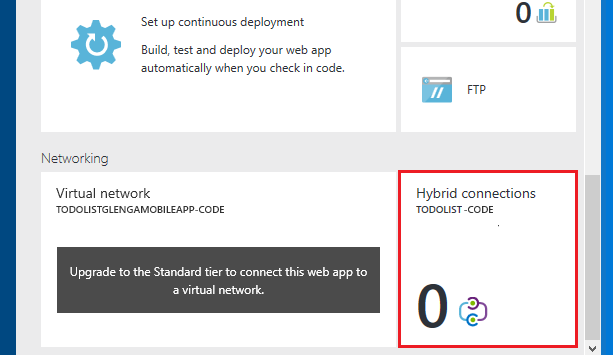 Set up continuous deployment
0
Build, test and deploy your web app
automatically when you check in code.
FTP
Networking
Virtual network
TODOLISTGLENGAMOBILEAPP-CODE
Upgrade to the Standard tier to connect this web app to
a virtual network.
Hybrid connections
TODOLIST-CODE
0